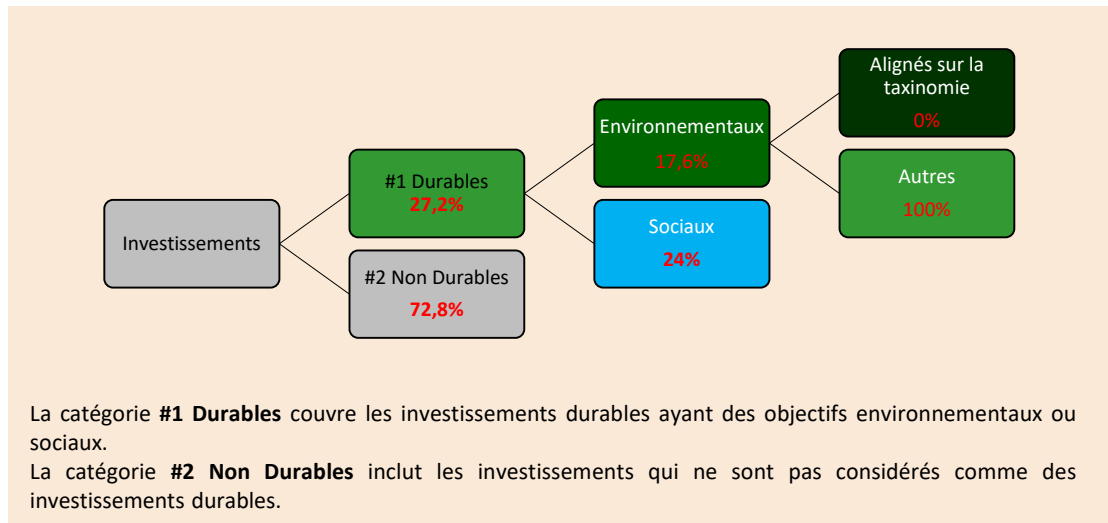 Alignés sur la
taxinomie
0%
Environnementaux
17,6%
#1 Durables
27,2%
Autres
100%
Investissements
Sociaux
24%
#2 Non Durables
72,8%
La catégorie #1 Durables couvre les investissements durables ayant des objectifs environnementaux ou
sociaux.
La catégorie #2 Non Durables inclut les investissements qui ne sont pas considérés comme des
investissements durables.